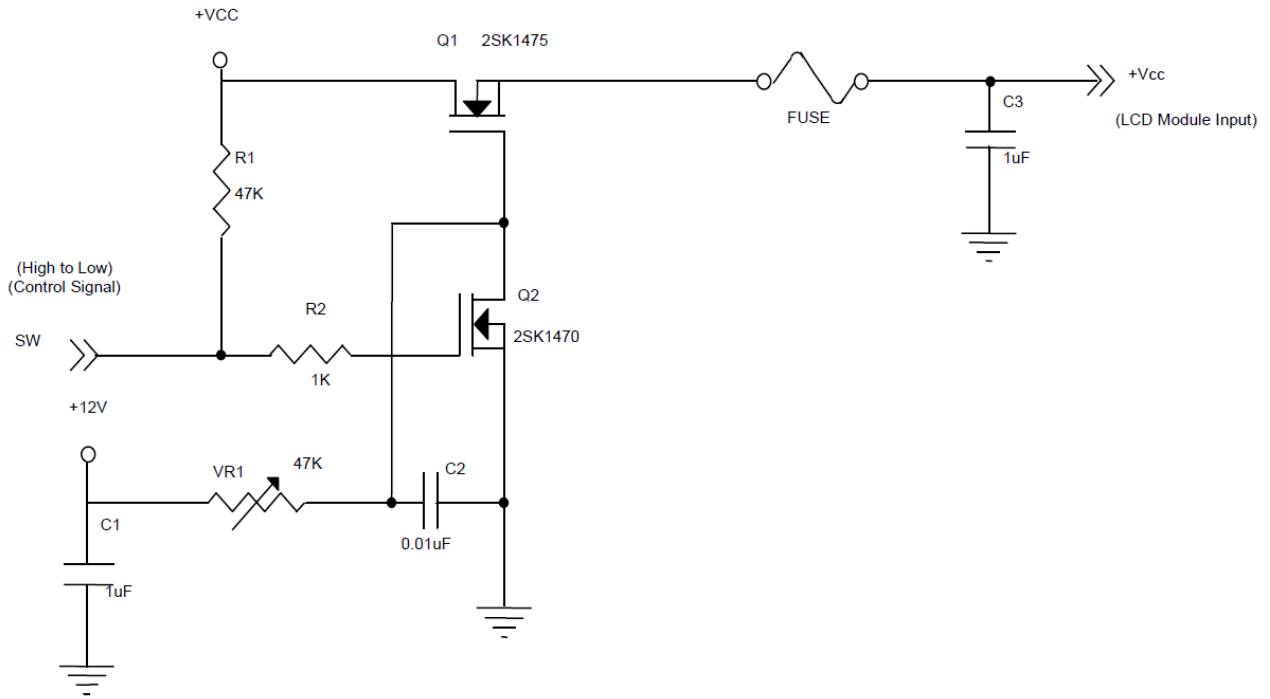 +VCC
Q1 2SK1475
+Vcc
C3
FUSE
(LCD Module Input)
R1
1uF
47K
(High to Low)
(Control Signal)
Q2
R2
2SK1470
SW
1K
+12V
47K
VR1
C2
C1
0.01uF
1uF